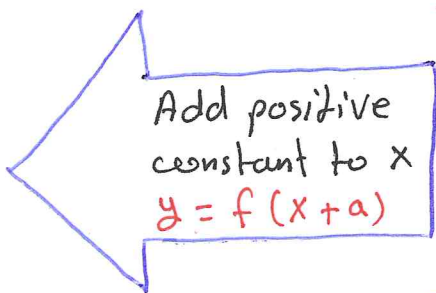 Add positive
constant to x
y = f (x + a)